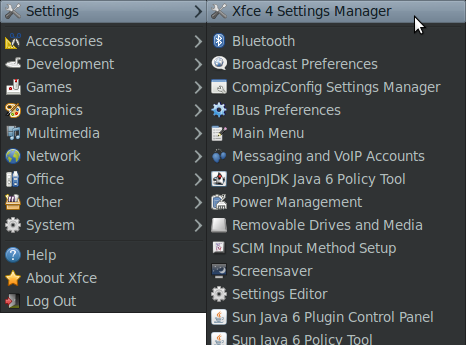 Settings
Accessories
Development
Games
Graphics
Multimedia
Network
Office
Other
System
Help
About Xfce
Log Out
Xfce 4 Settings Manager
Bluetooth
Broadcast Preferences
CompizConfig Settings Manager
IBus Preferences
Main Menu
Messaging and VoIP Accounts
OpenJDK Java 6 Policy Tool
Power Management
Removable Drives and Media
SCIM Input Method Setup
Screensaver
Settings Editor
Sun Java 6 Plugin Control Panel
Sun Java 6 Policy Tool